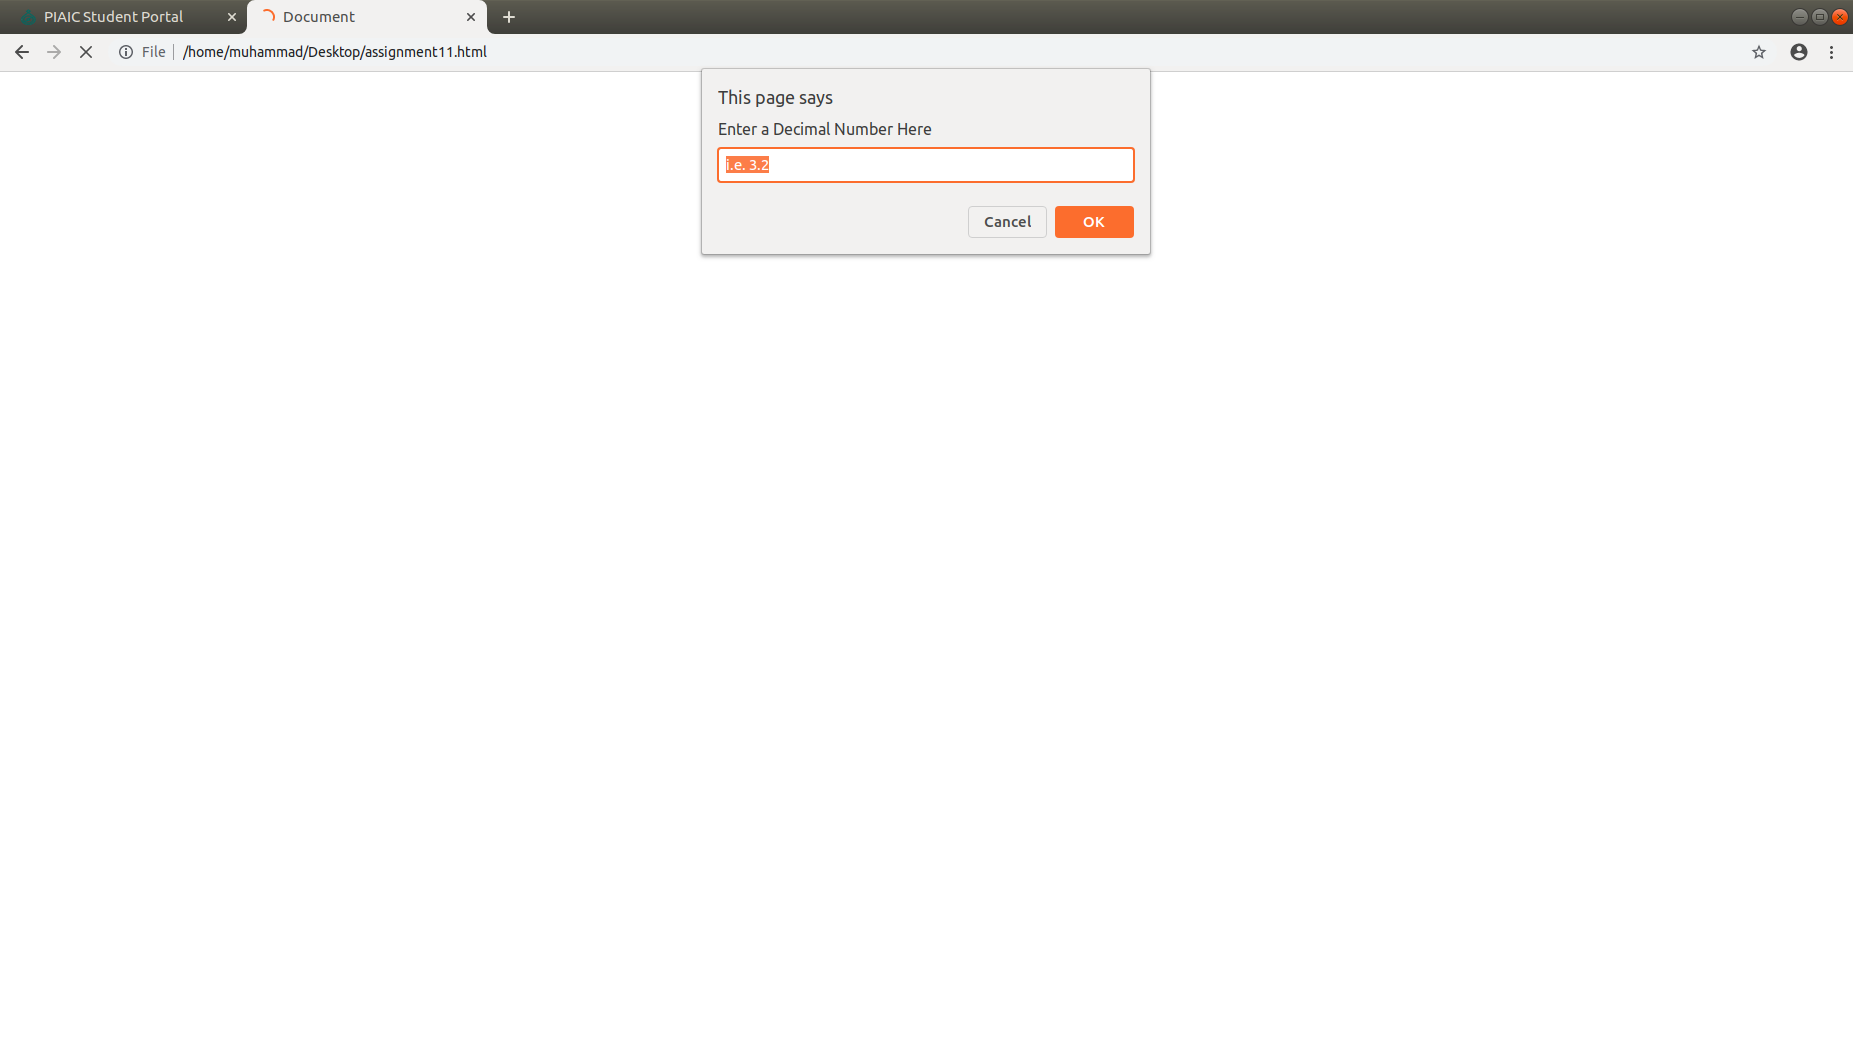 PIAIC Student Portal
Document
File
/home/muhammad/Desktop/assignment11.html
This page says
Enter a Decimal Number Here
i.e. 3.2
Cancel
OK